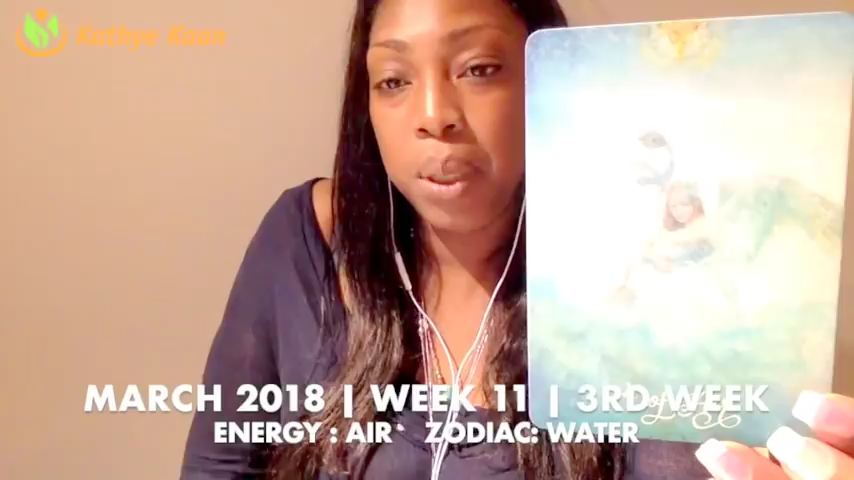 Kathye Kaan
MARCH 2018 | WEEK 11 | 3RD WEEK
ENERGY : AIR ZODIAC: WATER